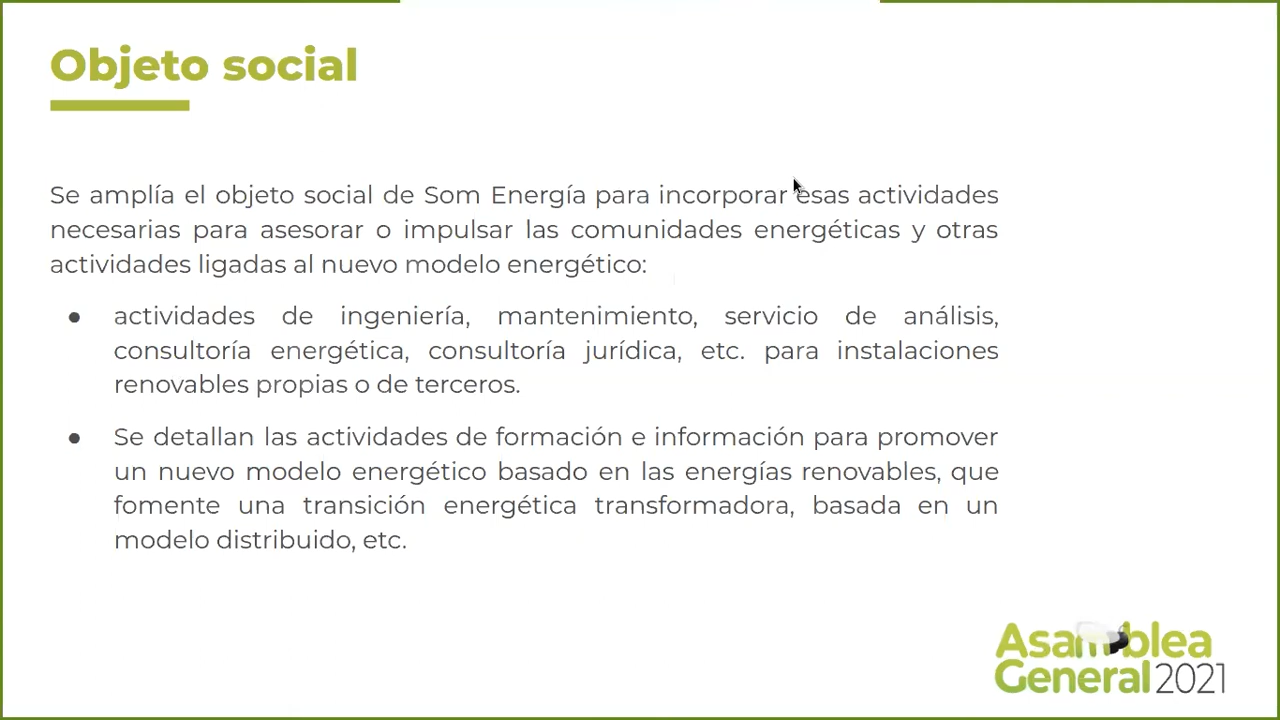 Objeto social
Se amplía el objeto social de Som Energía para incorporar esas actividades
necesarias para asesorar o impulsar las comunidades energéticas y otras
actividades ligadas al nuevo modelo energético:
● actividades de ingeniería, mantenimiento, servicio de análisis,
consultoría energética, consultoría jurídica, etc. para instalaciones
renovables propias o de terceros.
● Se detallan las actividades de formación e información para promover
un nuevo modelo energético basado en las energías renovables, que
fomente una transición energética transformadora, basada en un
modelo distribuido, etc.
Asamblea
General 2021